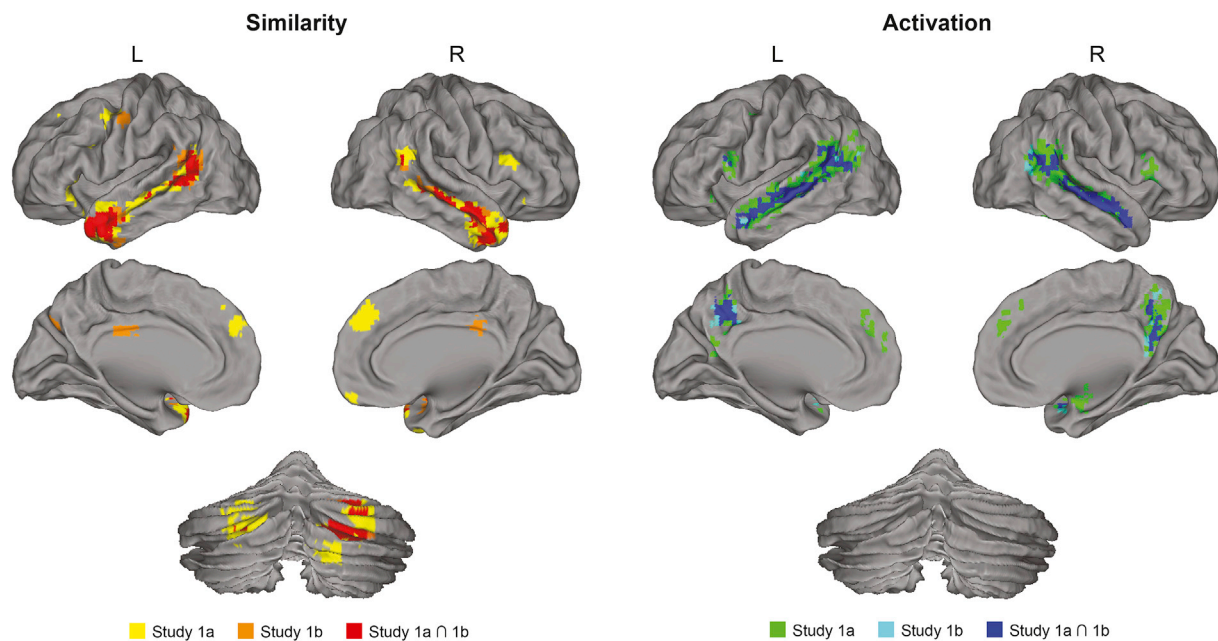 Similarity
Activation
L
R
L
R
Study 1a
Study 1b
Study 1a ∩ 1b
Study 1a
Study 1b
Study 1a ∩ 1b